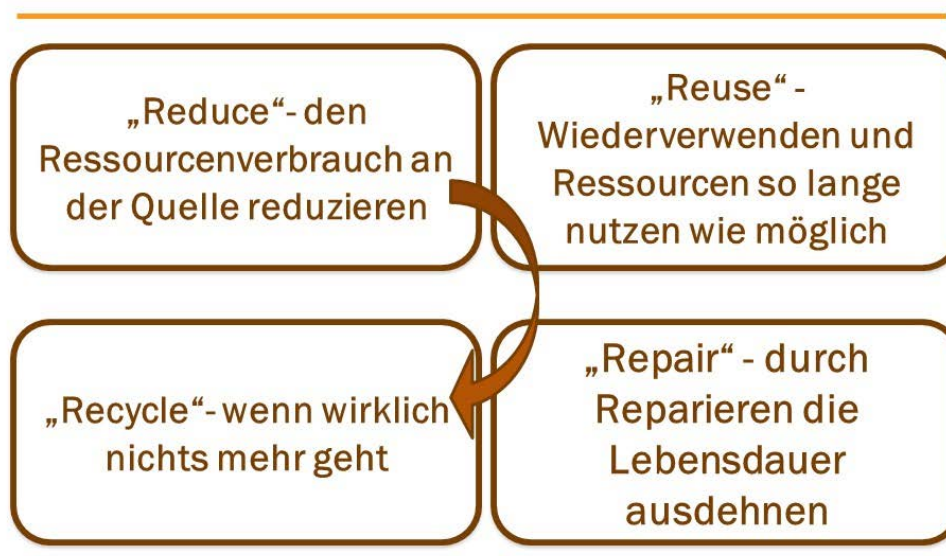 „Reduce“- den
Ressourcenverbrauch an
der Quelle reduzieren
„Reuse“ -
Wiederverwenden und
Ressourcen so lange
nutzen wie möglich
„Recycle“- wenn wirklich
nichts mehr geht
„Repair“ - durch
Reparieren die
Lebensdauer
ausdehnen